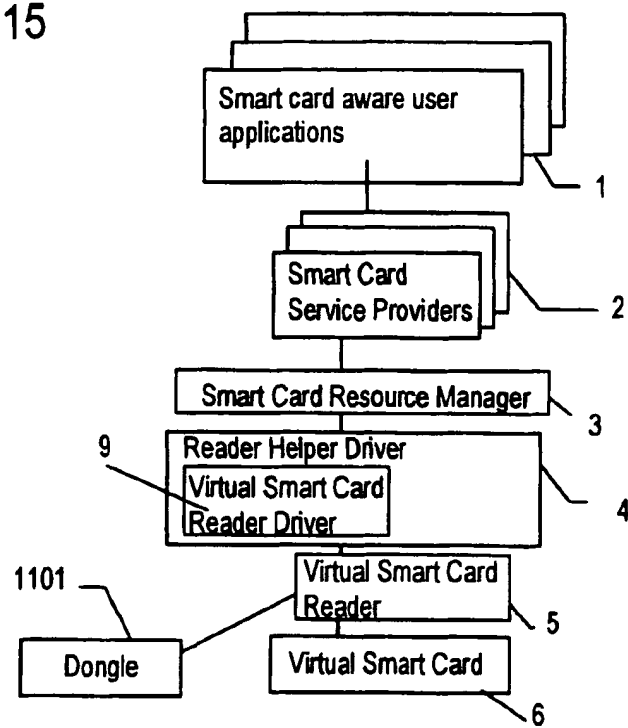 15
Smart card aware user
applications
1
Smart Card
Service Providers
2
Smart Card Resource Manager
3
9
Reader Helper Driver
Virtual Smart Card
Reader Driver
4
1101
Virtual Smart Card
Reader
5
Dongle
Virtual Smart Card
6